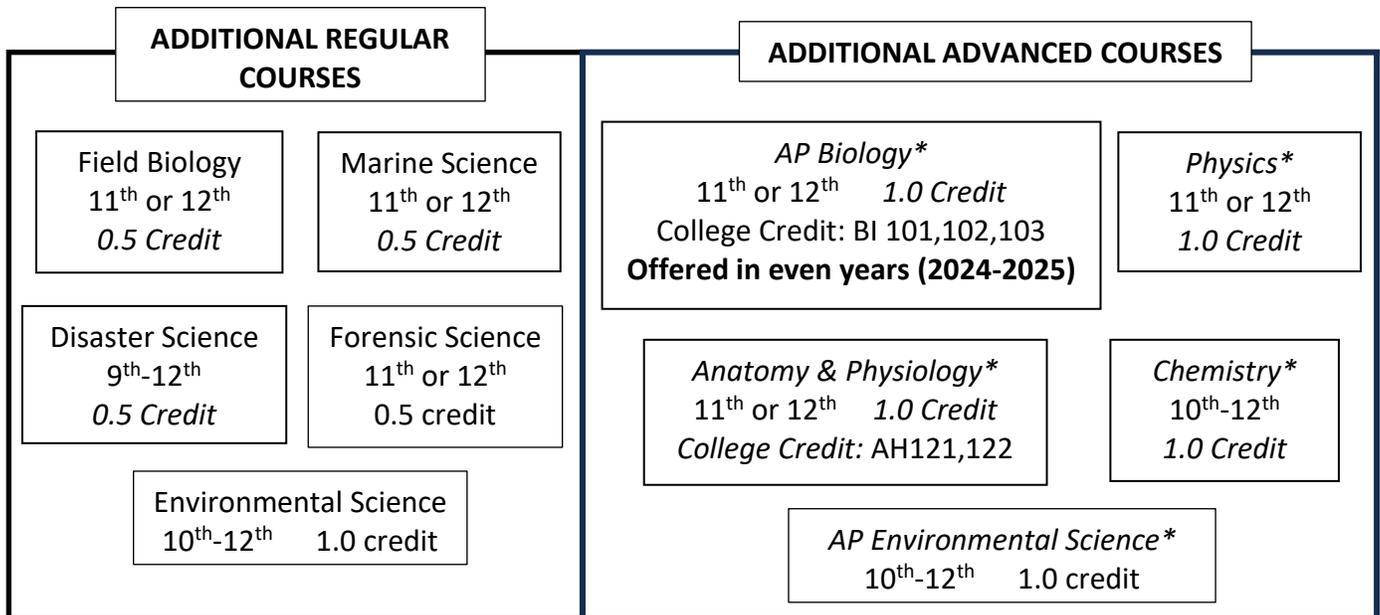 ADDITIONAL REGULAR
COURSES
Field Biology
11th or 12th
0.5 Credit
Marine Science
11th or 12th
0.5 Credit
Disaster Science
9th-12th
0.5 Credit
Forensic Science
11th or 12th
0.5 credit
Environmental Science
10th-12th 1.0 credit
ADDITIONAL ADVANCED COURSES
AP Biology*
11th or 12th 1.0 Credit
College Credit: BI 101,102,103
Offered in even years (2024-2025)
Physics*
11th or 12th
1.0 Credit
Anatomy & Physiology*
11th or 12th 1.0 Credit
College Credit: AH121,122
Chemistry*
10th-12th
1.0 Credit
AP Environmental Science*
10th-12th 1.0 credit